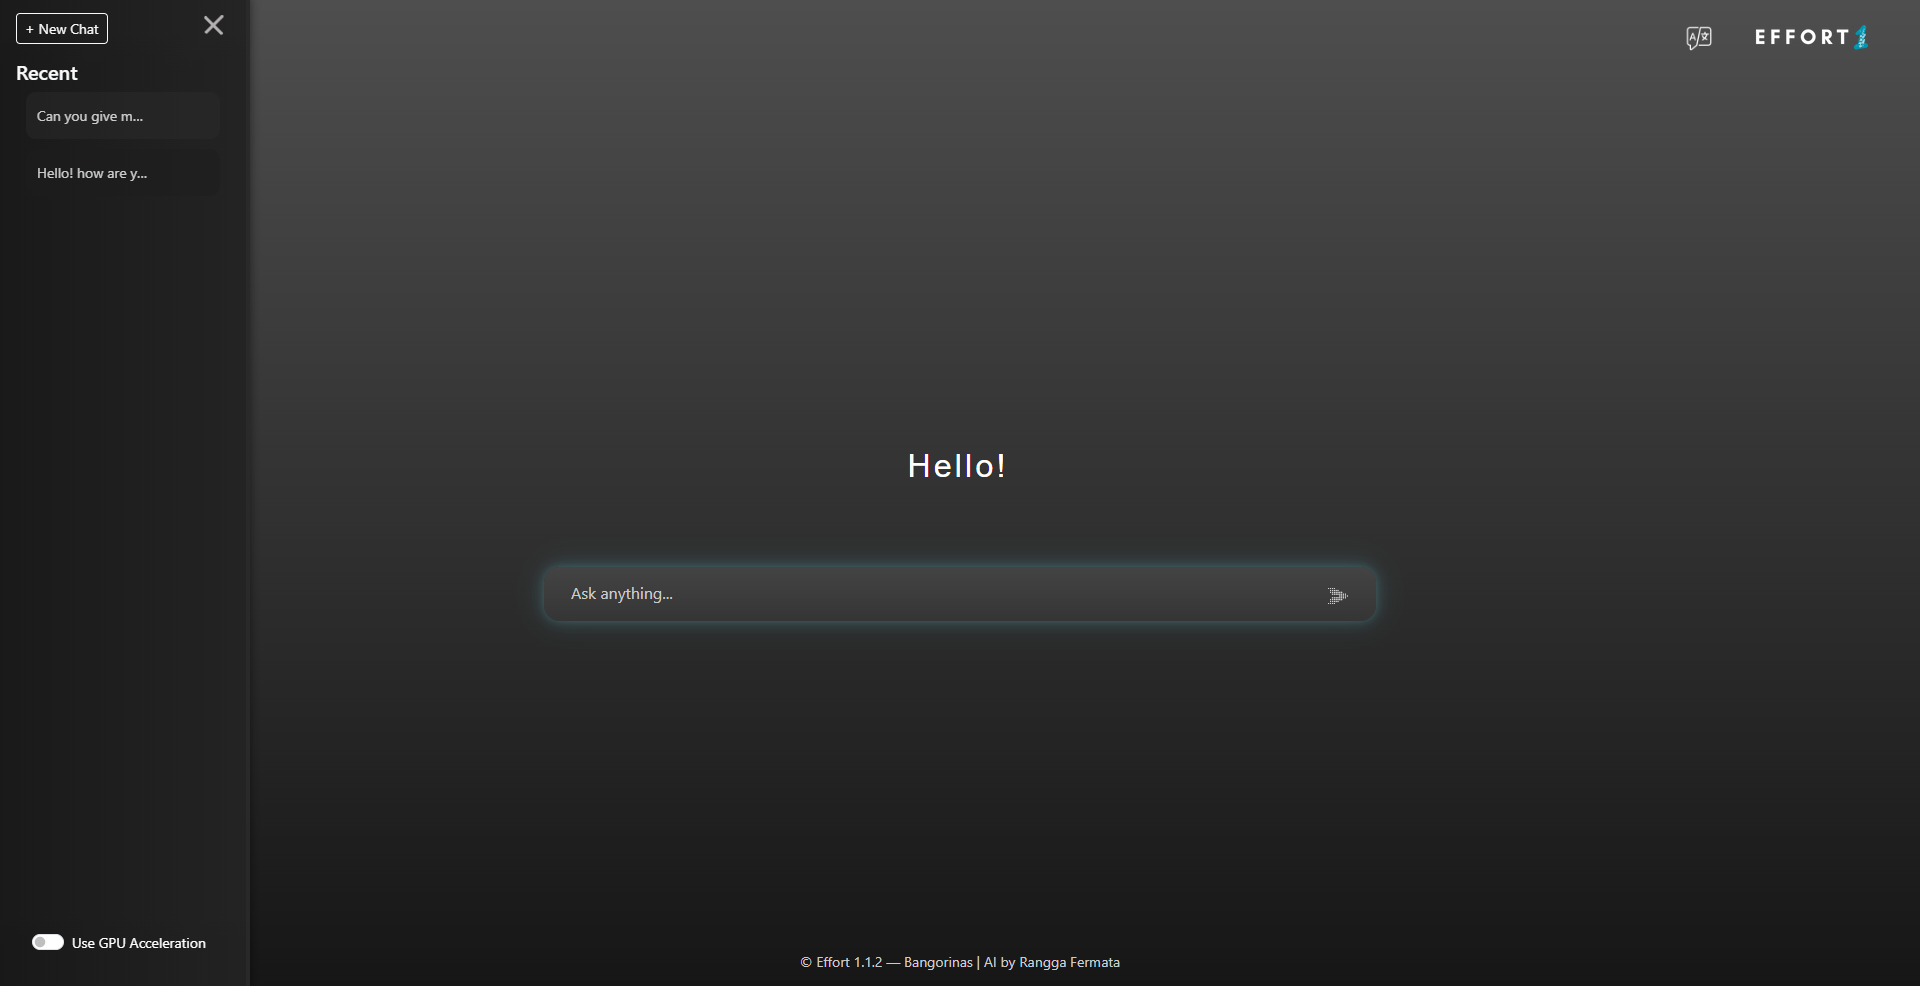 + New Chat
Recent
Can you give m...
Hello! how are y...
Use GPU Acceleration
EFFORT1
Hello!
Ask anything...
© Effort 1.1.2 — Bangorinas | AI by Rangga Fermata